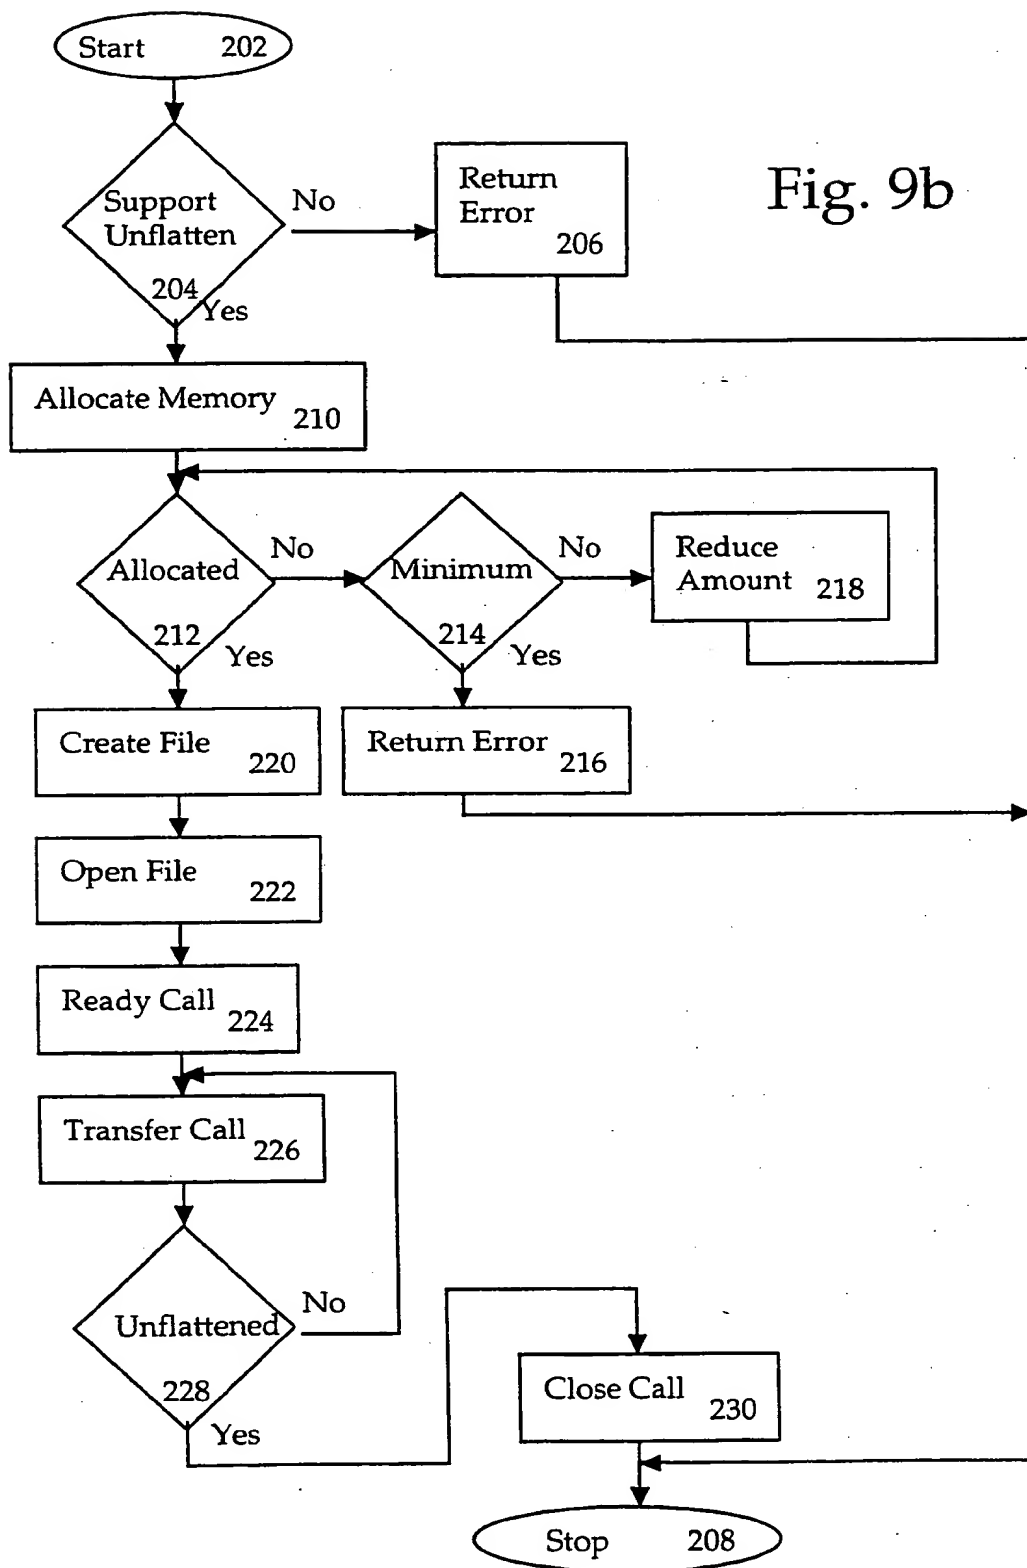 Start 202
Fig. 9b
Support
Unflatten
204
No
Yes
Return
Error
206
Allocate Memory
210
Allocated
212
No
Yes
Minimum
214
No
Yes
Reduce
Amount 218
Create File
220
Return Error
216
Open File
222
Ready Call
224
Transfer Call
226
Unflattened
228
No
Yes
Close Call
230
Stop 208